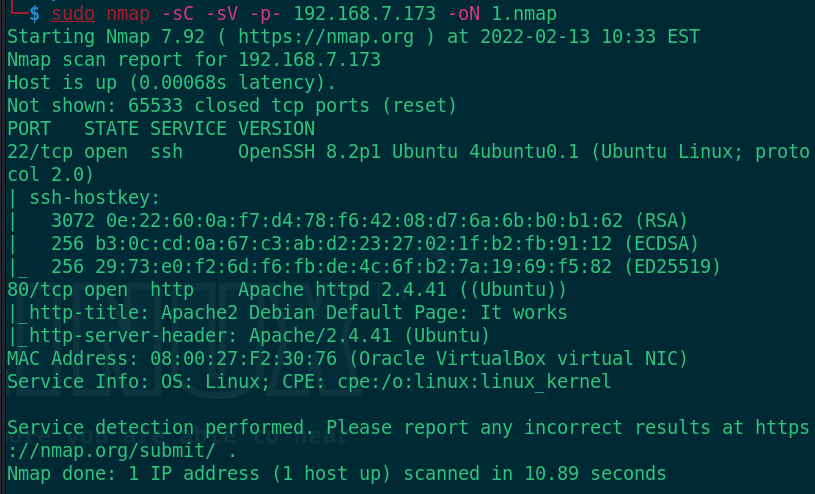 └─$ sudo nmap -sC -sV -p- 192.168.7.173 -oN 1.nmap
Starting Nmap 7.92 ( https://nmap.org ) at 2022-02-13 10:33 EST
Nmap scan report for 192.168.7.173
Host is up (0.00068s latency).
Not shown: 65533 closed tcp ports (reset)
PORT   STATE SERVICE VERSION
22/tcp open  ssh     OpenSSH 8.2p1 Ubuntu 4ubuntu0.1 (Ubuntu Linux; proto
col 2.0)
| ssh-hostkey:
|   3072 0e:22:60:0a:f7:d4:78:f6:42:08:d7:6a:6b:b0:b1:62 (RSA)
|   256 b3:0c:cd:0a:67:c3:ab:d2:23:27:02:1f:b2:fb:91:12 (ECDSA)
|_  256 29:73:e0:f2:6d:f6:fb:de:4c:6f:b2:7a:19:69:f5:82 (ED25519)
80/tcp open  http    Apache httpd 2.4.41 ((Ubuntu))
|_http-title: Apache2 Debian Default Page: It works
|_http-server-header: Apache/2.4.41 (Ubuntu)
MAC Address: 08:00:27:F2:30:76 (Oracle VirtualBox virtual NIC)
Service Info: OS: Linux; CPE: cpe:/o:linux:linux_kernel

Service detection performed. Please report any incorrect results at https
://nmap.org/submit/ .
Nmap done: 1 IP address (1 host up) scanned in 10.89 seconds